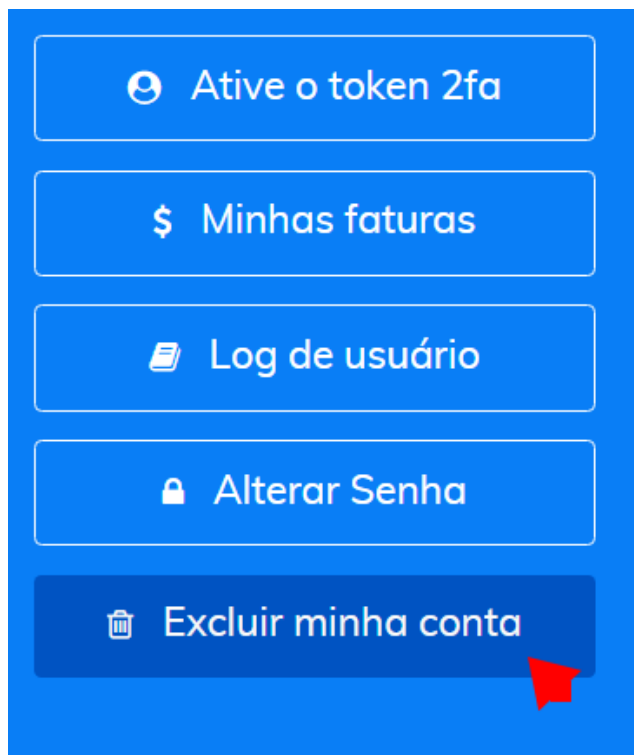 Ative o token 2fa
$ Minhas faturas
Log de usuário
Alterar Senha
Excluir minha conta